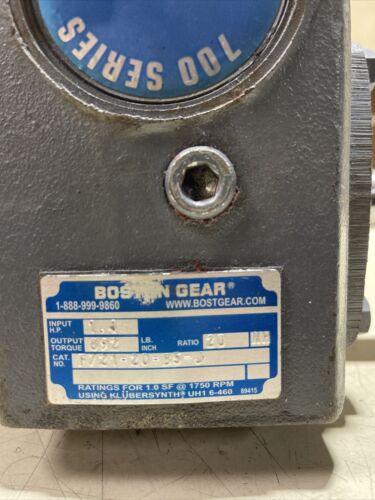 700 SERIES
BOSTON GEAR®
1-888-999-9860 WWW.BOSTGEAR.COM
INPUT H.P.
OUTPUT TORQUE 892 LB. INCH RATIO 20
CAT. NO.
RATINGS FOR 1.0 SF @ 1750 RPM
USING KLÜBERSYNTH® UH1 6-460 89415